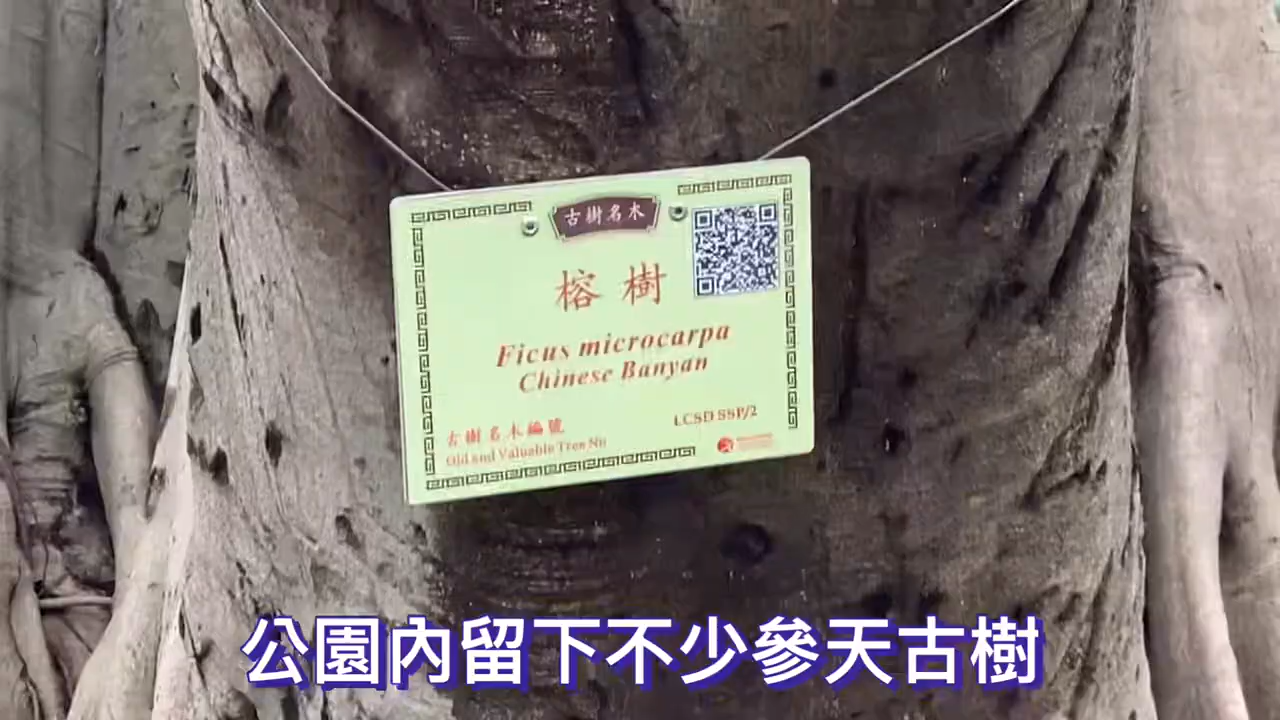 古樹名木
榕樹
Ficus microcarpa
Chinese Banyan
古樹名木編號
Old and Valuable Tree No
LCSD SSP/2
公園內留下不少參天古樹